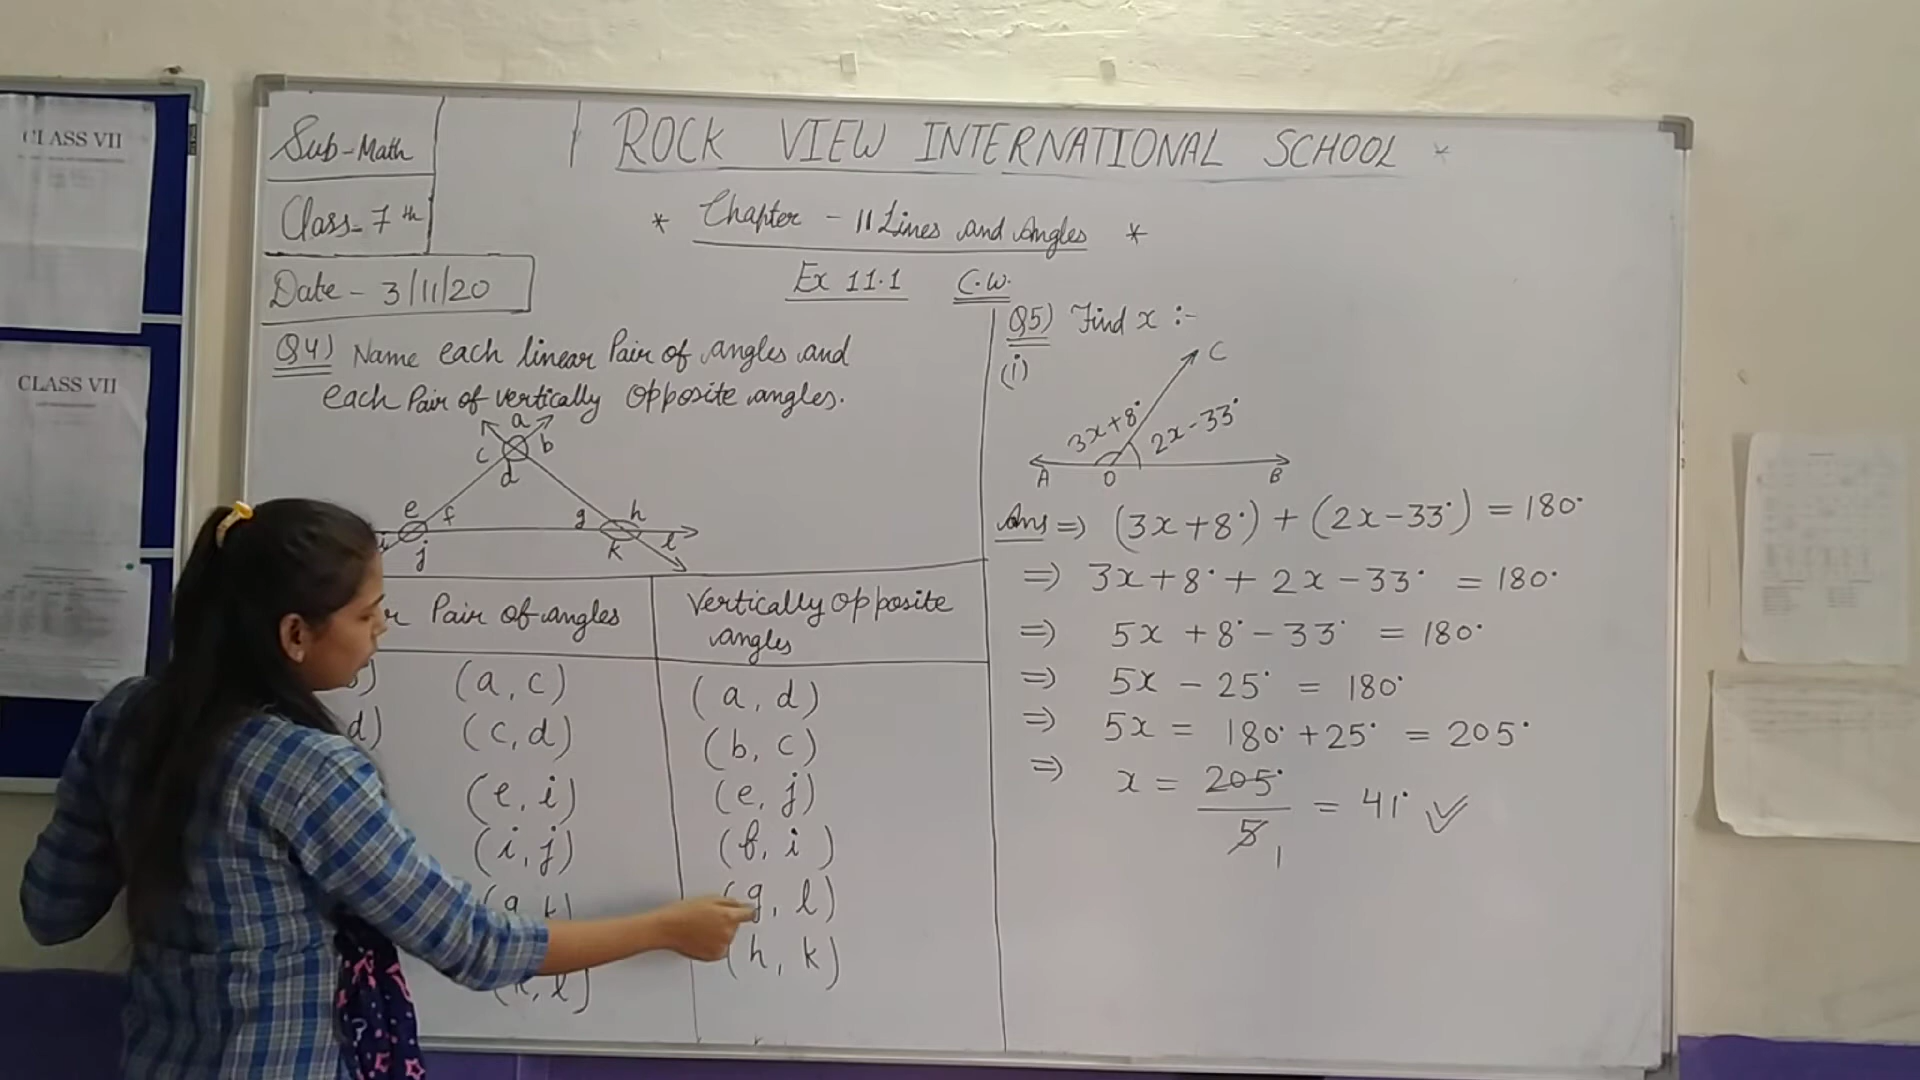 CLASS VII
CLASS VII
Sub-Math
Class-7th
Date - 3/11/20
ROCK VIEW INTERNATIONAL SCHOOL *
* Chapter - 11 Lines and Angles *
Ex 11.1 C.W.
Q4) Name each linear Pair of angles and
each Pair of vertically opposite angles.
a
c b
d
e f g h
i j k l
Pair of angles
Vertically opposite
angles
(a, c)
(c, d)
(e, i)
(i, j)
(a, d)
(b, c)
(e, j)
(f, i)
(g, l)
(h, k)
Q5) Find x :-
(i)
C
3x+8° 2x-33°
A O B
Ans => (3x+8°) + (2x-33°) = 180°
=> 3x+8°+ 2x-33° = 180°
=> 5x +8°-33° = 180°
=> 5x - 25° = 180°
=> 5x = 180°+25° = 205°
=> x = 205°
5 1
= 41° ✓